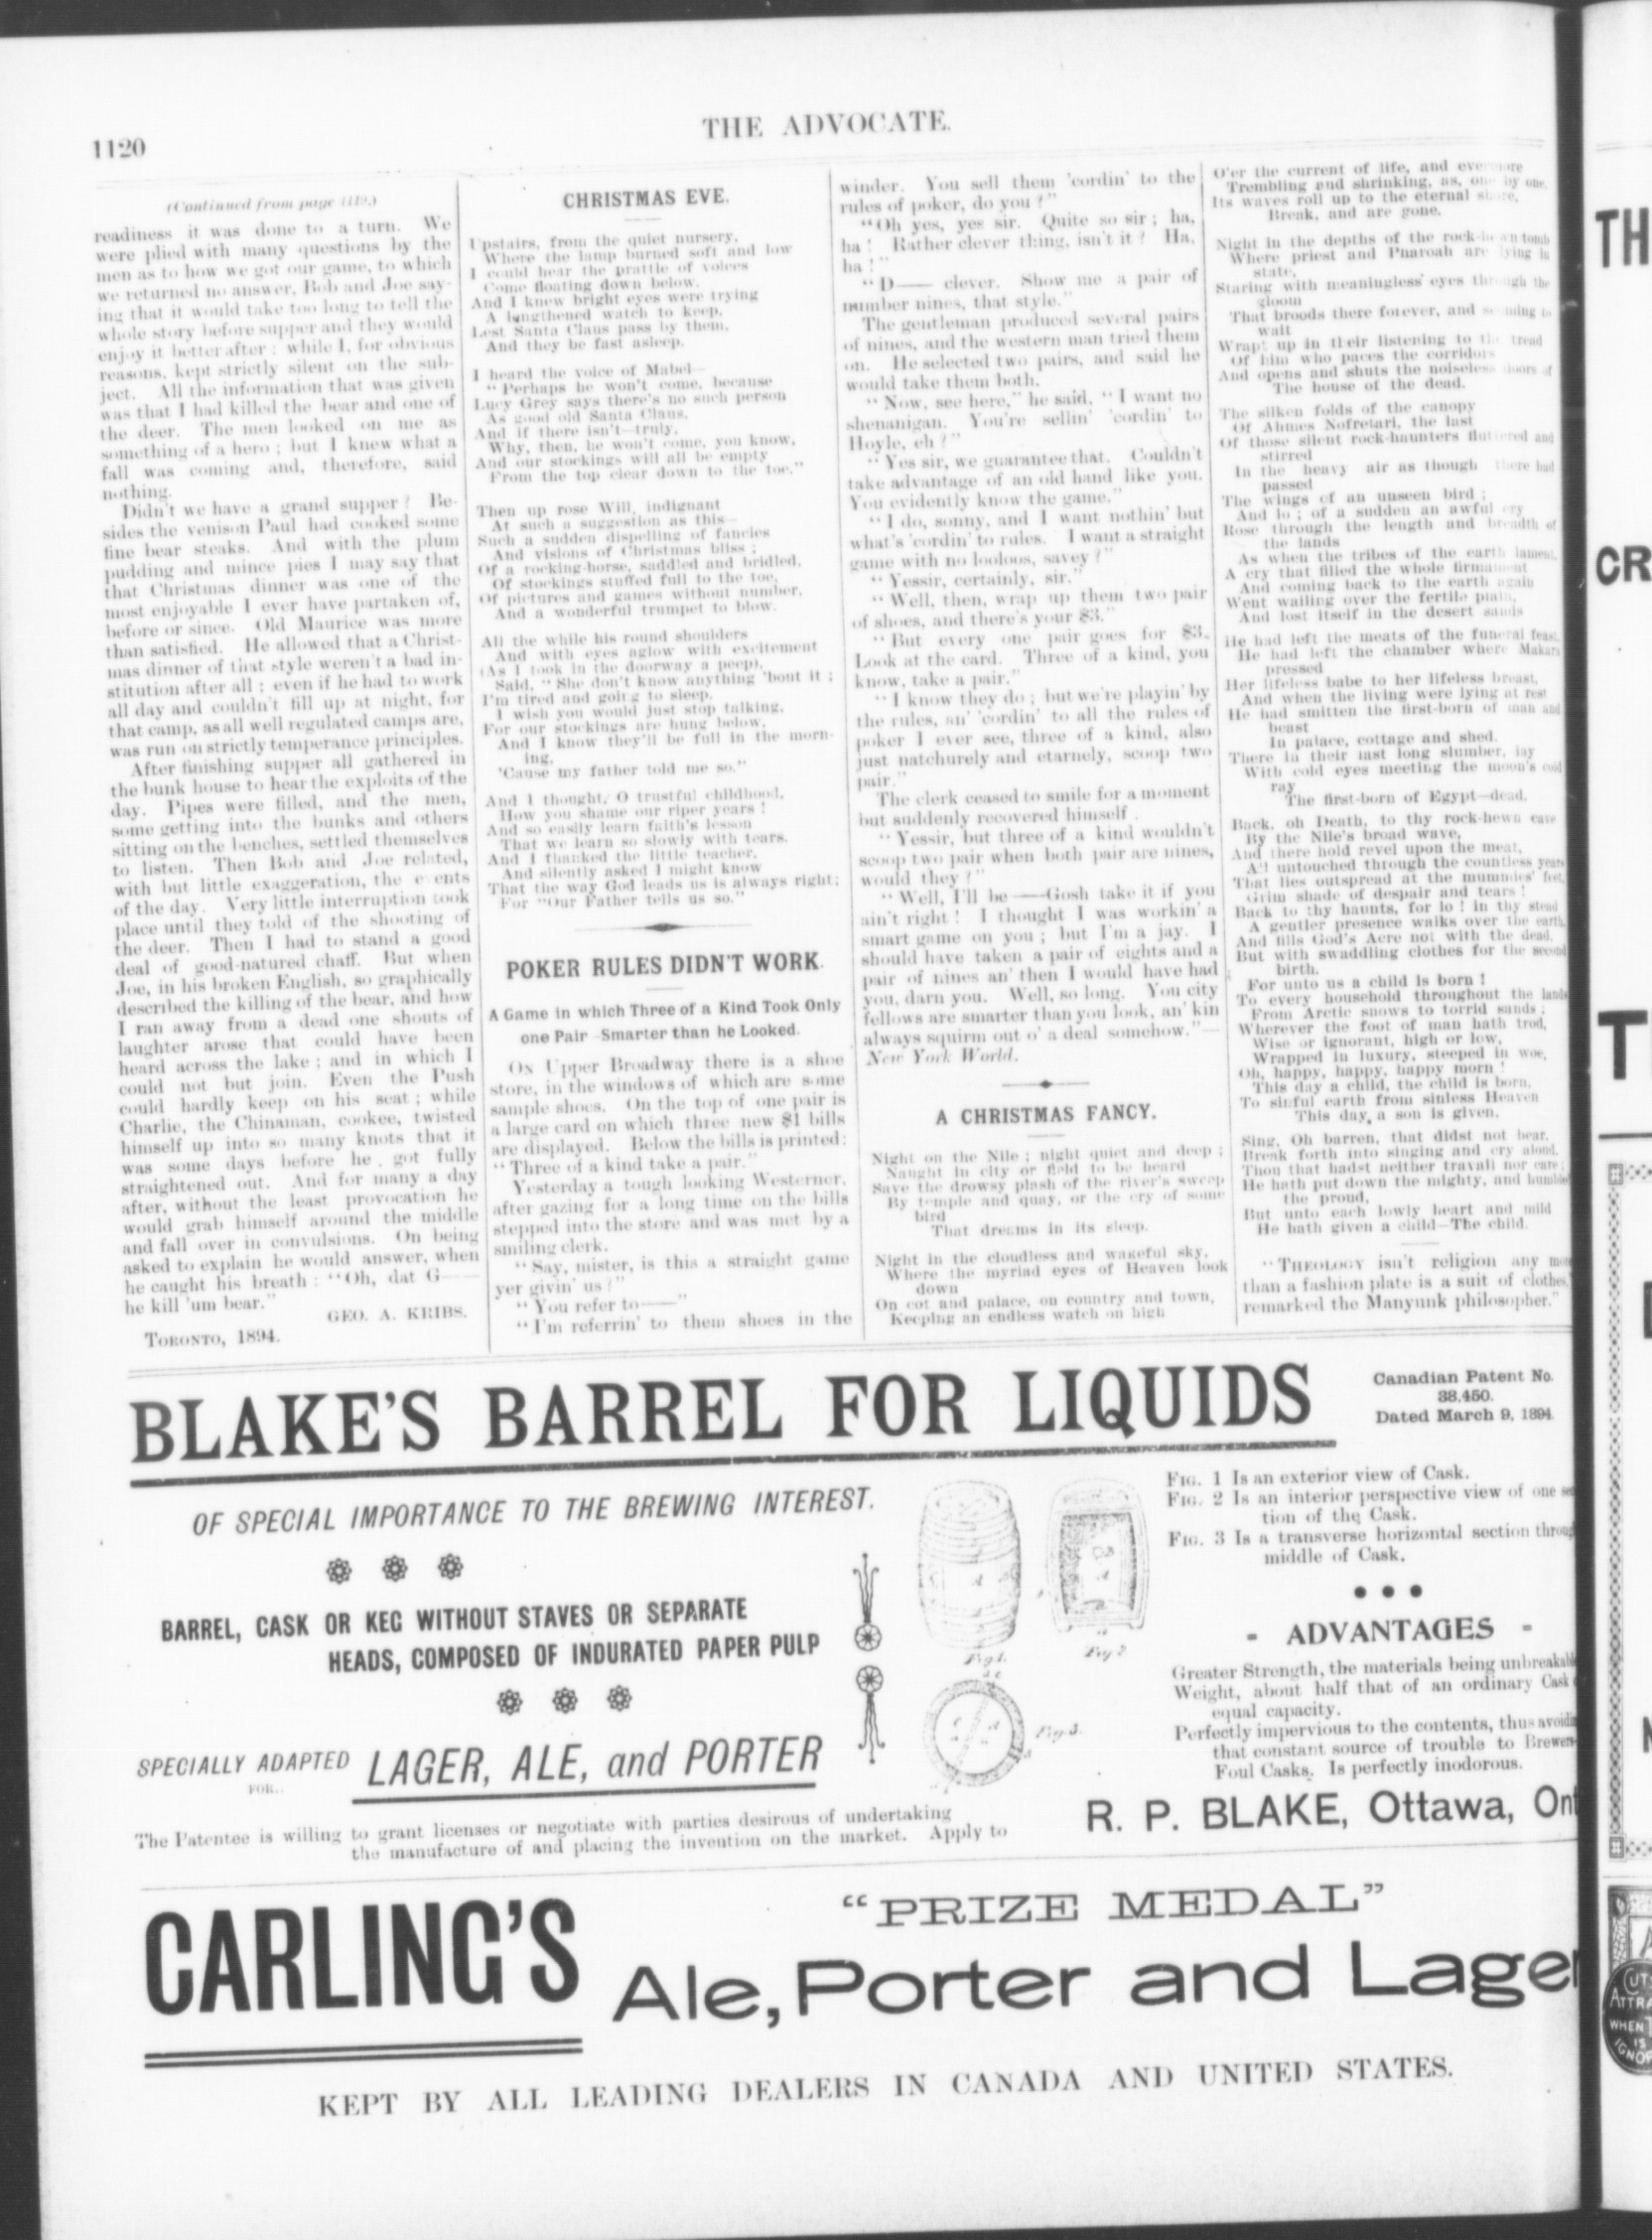 1120
THE ADVOCATE.
(Continued from page 1119.)
readiness it was done to a turn. We
were plied with many questions by the
men as to how we got our game, to which
we returned no answer, Bob and Joe say-
ing that it would take too long to tell the
whole story before supper and they would
enjoy it better after ; while I, for obvious
reasons, kept strictly silent on the sub-
ject. All the information that was given
was that I had killed the bear and one of
the deer. The men looked on me as
something of a hero ; but I knew what a
fall was coming and, therefore, said
nothing.
Didn't we have a grand supper ? Be-
sides the venison Paul had cooked some
fine bear steaks. And with the plum
pudding and mince pies I may say that
that Christmas dinner was one of the
most enjoyable I ever have partaken of,
before or since. Old Maurice was more
than satisfied. He allowed that a Christ-
mas dinner of that style weren't a bad in-
stitution after all ; even if he had to work
all day and couldn't fill up at night, for
that camp, as all well regulated camps are,
was run on strictly temperance principles.
After finishing supper all gathered in
the bunk house to hear the exploits of the
day. Pipes were filled, and the men,
some getting into the bunks and others
sitting on the benches, settled themselves
to listen. Then Bob and Joe related,
with but little exaggeration, the e ents
of the day. Very little interruption took
place until they told of the shooting of
the deer. Then I had to stand a good
deal of good-natured chaff. But when
Joe, in his broken English, so graphically
described the killing of the bear, and how
I ran away from a dead one shouts of
laughter arose that could have been
heard across the lake ; and in which I
could not but join. Even the Push
could hardly keep on his seat ; while
Charlie, the Chinaman, cookee, twisted
himself up into so many knots that it
was some days before he . got fully
straightened out. And for many a day
after, without the least provocation he
would grab himself around the middle
and fall over in convulsions. On being
asked to explain he would answer, when
he caught his breath : "Oh, dat G——
he kill 'um bear."
GEO. A. KRIBS.
TORONTO, 1894.
CHRISTMAS EVE.
Upstairs, from the quiet nursery,
Where the lamp burned soft and low
I could hear the prattle of voices
Come floating down below.
And I knew bright eyes were trying
A lengthened watch to keep,
Lest Santa Claus pass by them,
And they be fast asleep.
I heard the voice of Mabel—
" Perhaps he won't come, because
Lucy Grey says there's no such person
As good old Santa Claus.
And if there isn't—truly,
Why, then, he won't come, you know,
And our stockings will all be empty
From the top clear down to the toe."
Then up rose Will, indignant
At such a suggestion as this—
Such a sudden dispelling of fancies
And visions of Christmas bliss ;
Of a rocking-horse, saddled and bridled,
Of stockings stuffed full to the toe,
Of pictures and games without number,
And a wonderful trumpet to blow.
All the while his round shoulders
And with eyes aglow with excitement
(As I took in the doorway a peep),
Said, " She don't know anything 'bout it ;
I'm tired and going to sleep.
I wish you would just stop talking,
For our stockings are hung below,
And I know they'll be full in the morn-
ing,
'Cause my father told me so."
And I thought, O trustful childhood,
How you shame our riper years !
And so easily learn faith's lesson
That we learn so slowly with tears.
And I thanked the little teacher,
And silently asked I might know
That the way God leads us is always right;
For "Our Father tells us so."
POKER RULES DIDN'T WORK.
A Game in which Three of a Kind Took Only
one Pair—Smarter than he Looked.
ON Upper Broadway there is a shoe
store, in the windows of which are some
sample shoes. On the top of one pair is
a large card on which three new $1 bills
are displayed. Below the bills is printed:
" Three of a kind take a pair."
Yesterday a tough looking Westerner,
after gazing for a long time on the bills
stepped into the store and was met by a
smiling clerk.
" Say, mister, is this a straight game
yer givin' us ?"
" You refer to——"
" I'm referrin' to them shoes in the
winder. You sell them 'cordin' to the
rules of poker, do you ?"
"Oh yes, yes sir. Quite so sir ; ha,
ha ! Rather clever thing, isn't it ? Ha,
ha !"
" D—— clever. Show me a pair of
number nines, that style."
The gentleman produced several pairs
of nines, and the western man tried them
on. He selected two pairs, and said he
would take them both.
" Now, see here," he said, " I want no
shenanigan. You're sellin' 'cordin' to
Hoyle, eh ?"
" Yes sir, we guarantee that. Couldn't
take advantage of an old hand like you.
You evidently know the game."
" I do, sonny, and I want nothin' but
what's 'cordin' to rules. I want a straight
game with no looloos, savey ?"
" Yessir, certainly, sir."
" Well, then, wrap up them two pair
of shoes, and there's your $3."
" But every one pair goes for $3.
Look at the card. Three of a kind, you
know, take a pair."
" I know they do ; but we're playin' by
the rules, an' 'cordin' to all the rules of
poker I ever see, three of a kind, also
just natchurely and etarnely, scoop two
pair."
The clerk ceased to smile for a moment
but suddenly recovered himself .
" Yessir, but three of a kind wouldn't
scoop two pair when both pair are nines,
would they ?"
" Well, I'll be ——Gosh take it if you
ain't right ! I thought I was workin' a
smart game on you ; but I'm a jay. I
should have taken a pair of eights and a
pair of nines an' then I would have had
you, darn you. Well, so long. You city
fellows are smarter than you look, an' kin
always squirm out o' a deal somehow."—
New York World.
A CHRISTMAS FANCY.
Night on the Nile ; night quiet and deep ;
Naught in city or field to be heard
Save the drowsy plash of the river's sweep
By temple and quay, or the cry of some
bird
That dreams in its sleep.
Night in the cloudless and wakeful sky,
Where the myriad eyes of Heaven look
down
On cot and palace, on country and town,
Keeping an endless watch on high
O'er the current of life, and evermore
Trembling and shrinking, as, one by one,
Its waves roll up to the eternal shore,
Break, and are gone.
Night in the depths of the rock-hewn tomb
Where priest and Pharoah are lying in
state,
Staring with meaningless eyes through the
gloom
That broods there forever, and seeming to
wait
Wrapt up in their listening to the tread
Of him who paces the corridors
And opens and shuts the noiseless doors of
The house of the dead.
The silken folds of the canopy
Of Ahmes Nofretari, the last
Of those silent rock-haunters fluttered and
stirred
In the heavy air as though there had
passed
The wings of an unseen bird ;
And lo ; of a sudden an awful cry
Rose through the length and breadth of
the lands
As when the tribes of the earth lament,
A cry that filled the whole firmament
And coming back to the earth again
Went wailing over the fertile plain,
And lost itself in the desert sands
He had left the meats of the funeral feast,
He had left the chamber where Makara
pressed
Her lifeless babe to her lifeless breast,
And when the living were lying at rest
He had smitten the first-born of man and
beast
In palace, cottage and shed.
There in their last long slumber, lay
With cold eyes meeting the moon's cold
ray
The first-born of Egypt—dead.
Back, oh Death, to thy rock-hewn cave
By the Nile's broad wave,
And there hold revel upon the meat,
All untouched through the countless years
That lies outspread at the mummies' feet,
Grim shade of despair and tears !
Back to thy haunts, for lo ! in thy stead
A gentler presence walks over the earth,
And fills God's Acre not with the dead,
But with swaddling clothes for the second
birth.
For unto us a child is born !
To every household throughout the lands
From Arctic snows to torrid sands ;
Wherever the foot of man hath trod,
Wise or ignorant, high or low,
Wrapped in luxury, steeped in woe,
Oh, happy, happy, happy morn !
This day a child, the child is born,
To sinful earth from sinless Heaven
This day, a son is given.
Sing, Oh barren, that didst not bear,
Break forth into singing and cry aloud,
Thou that hadst neither travail nor care ;
He hath put down the mighty, and humbled
the proud,
But unto each lowly heart and mild
He hath given a child—The child.
" THEOLOGY isn't religion any more
than a fashion plate is a suit of clothes,"
remarked the Manyunk philosopher."
BLAKE'S BARREL FOR LIQUIDS
Canadian Patent No.
38,450.
Dated March 9, 1894.
OF SPECIAL IMPORTANCE TO THE BREWING INTEREST.
BARREL, CASK OR KEG WITHOUT STAVES OR SEPARATE
HEADS, COMPOSED OF INDURATED PAPER PULP
SPECIALLY ADAPTED
FOR..
LAGER, ALE, and PORTER
The Patentee is willing to grant licenses or negotiate with parties desirous of undertaking
the manufacture of and placing the invention on the market. Apply to
Fig 1.
Fig 2.
Fig 3.
FIG. 1 Is an exterior view of Cask.
FIG. 2 Is an interior perspective view of one sec
tion of the Cask.
FIG. 3 Is a transverse horizontal section through
middle of Cask.
- ADVANTAGES -
Greater Strength, the materials being unbreakable
Weight, about half that of an ordinary Cask
equal capacity.
Perfectly impervious to the contents, thus avoiding
that constant source of trouble to Brewers—
Foul Casks. Is perfectly inodorous.
R. P. BLAKE, Ottawa, Ont
CARLING'S
"PRIZE MEDAL"
Ale, Porter and Lager
KEPT BY ALL LEADING DEALERS IN CANADA AND UNITED STATES.
TH
CR
T
CUT
ATTRA
WHEN
IS
IGNOR